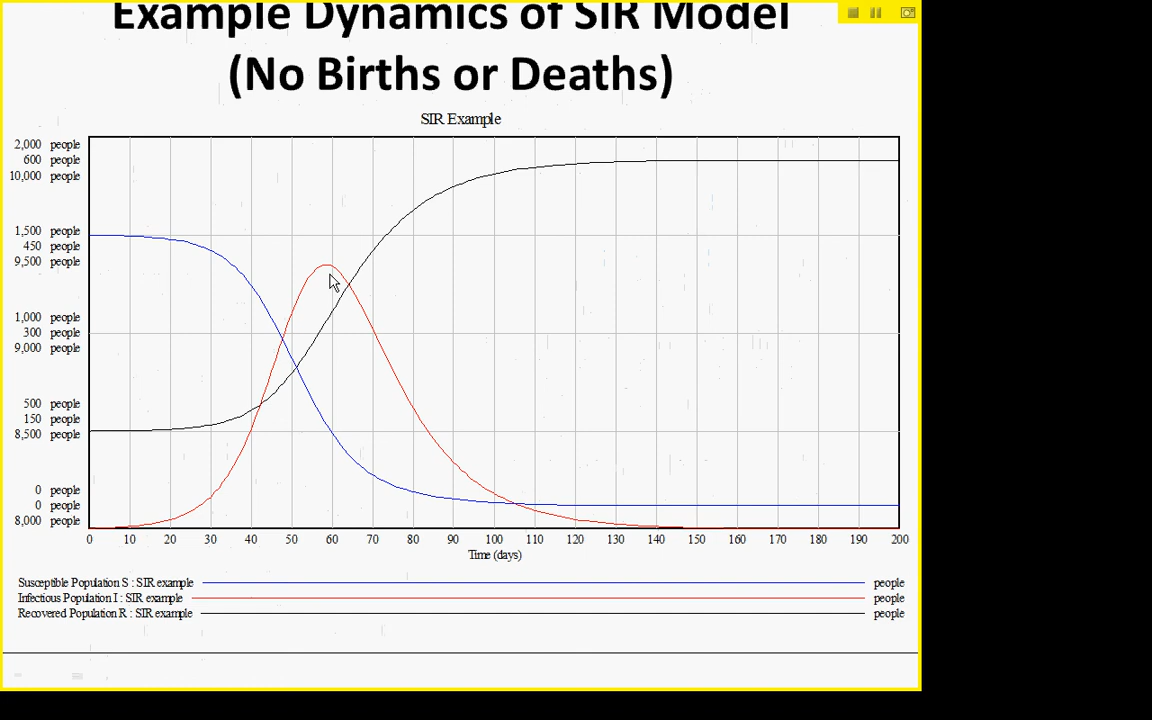 Example Dynamics of SIR Model
(No Births or Deaths)
SIR Example
2,000 people
600 people
10,000 people
1,500 people
450 people
9,500 people
1,000 people
300 people
9,000 people
500 people
150 people
8,500 people
0 people
0 people
8,000 people
0 10 20 30 40 50 60 70 80 90 100 110 120 130 140 150 160 170 180 190 200
Time (days)
Susceptible Population S : SIR example people
Infectious Population I : SIR example people
Recovered Population R : SIR example people